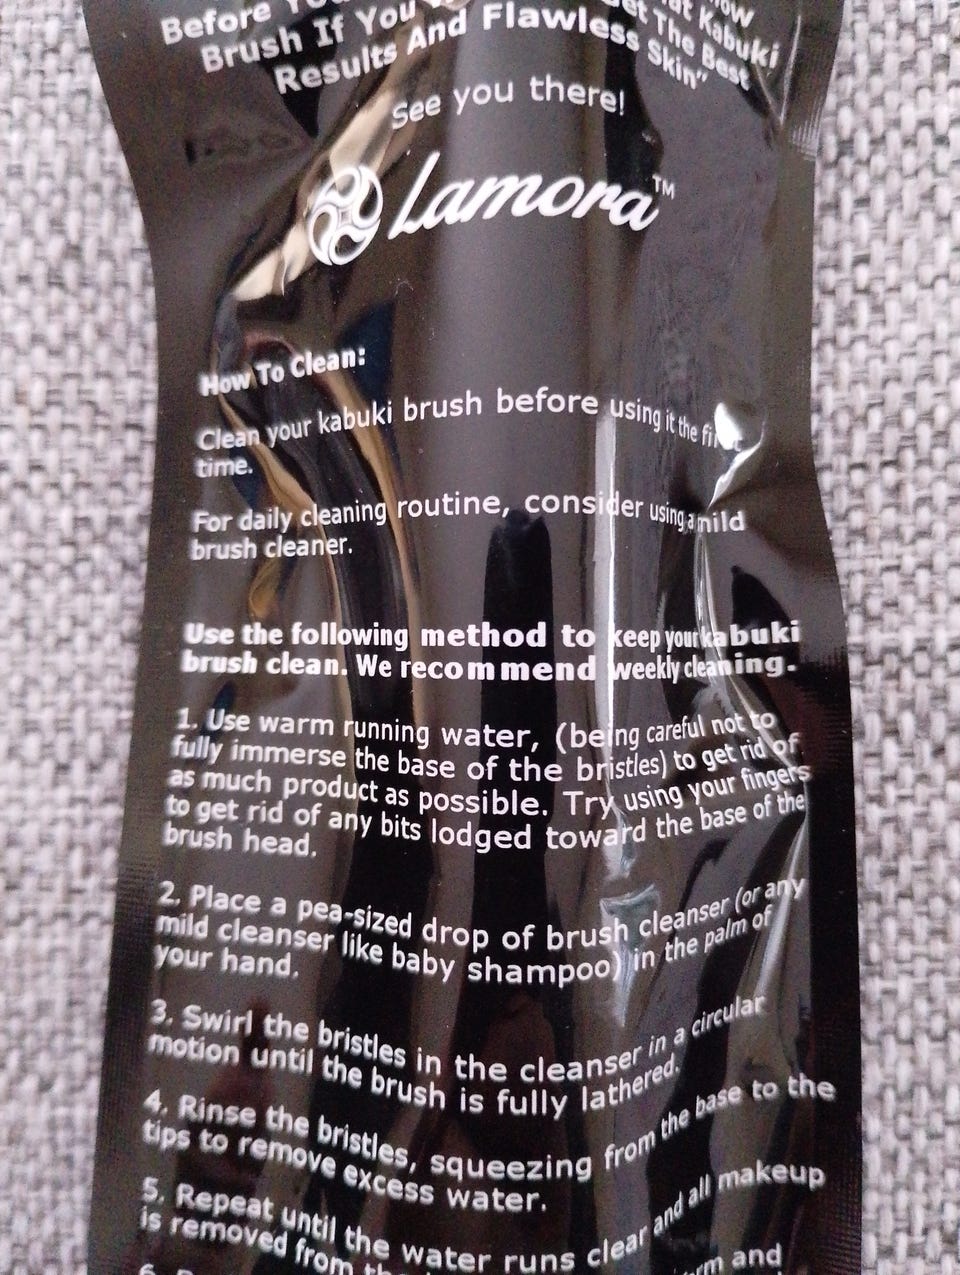 Before
Brush If You Get The Best
Results And Flawless Skin"
See you there!
Lamora™
How To Clean:
Clean your kabuki brush before using it the
time.
For daily cleaning routine, consider using a mild
brush cleaner.
Use the following method to keep your kabuki
brush clean. We recommend weekly cleaning.
1. Use warm running water, (being careful not to
fully immerse the base of the bristles) to get rid of
as much product as possible. Try using your fingers
to get rid of any bits lodged toward the base of the
brush head.
2. Place a pea-sized drop of brush cleanser (or any
mild cleanser like baby shampoo) in the palm of
your hand.
3. Swirl the bristles in the cleanser in a circular
motion until the brush is fully lathered.
4. Rinse the bristles, squeezing from the base to the
tips to remove excess water.
5. Repeat until the water runs clear and all makeup
is removed from
6. and